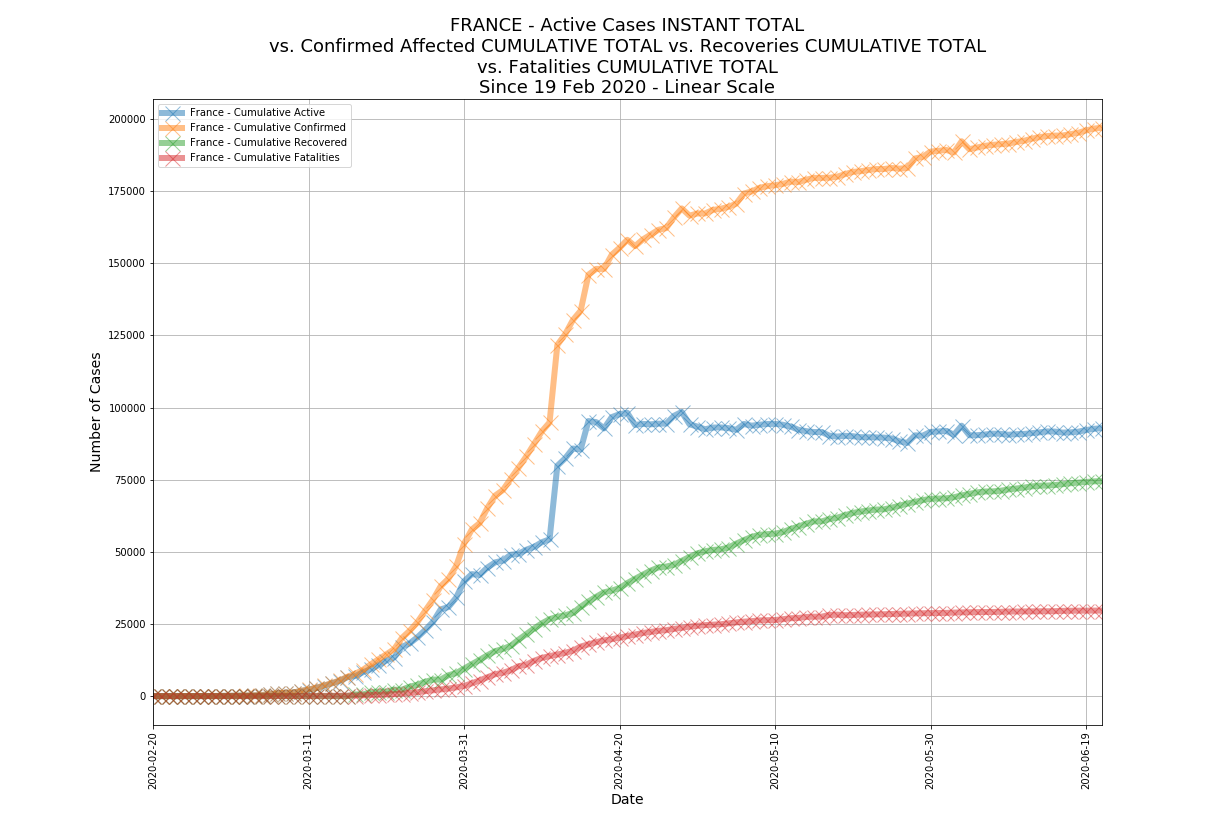 FRANCE - Active Cases INSTANT TOTAL
vs. Confirmed Affected CUMULATIVE TOTAL vs. Recoveries CUMULATIVE TOTAL
vs. Fatalities CUMULATIVE TOTAL
Since 19 Feb 2020 - Linear Scale
France - Cumulative Active
France - Cumulative Confirmed
France - Cumulative Recovered
France - Cumulative Fatalities
Number of Cases
200000
175000
150000
125000
100000
75000
50000
25000
0
2020-02-20
2020-03-11
2020-03-31
2020-04-20
2020-05-10
2020-05-30
2020-06-19
Date